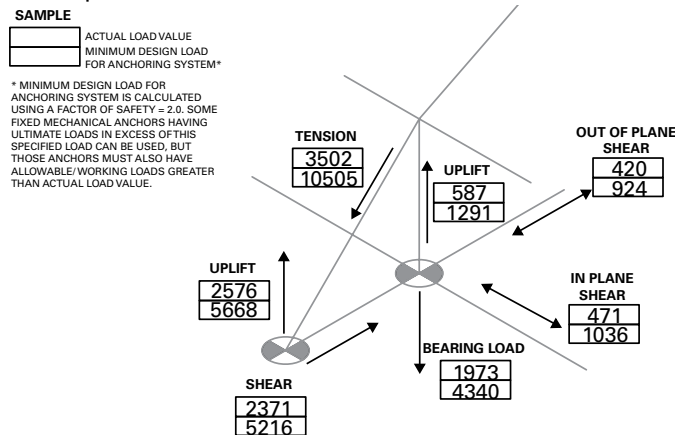 SAMPLE
ACTUAL LOAD VALUE
MINIMUM DESIGN LOAD
FOR ANCHORING SYSTEM*
* MINIMUM DESIGN LOAD FOR
ANCHORING SYSTEM IS CALCULATED
USING A FACTOR OF SAFETY = 2.0. SOME
FIXED MECHANICAL ANCHORS HAVING
ULTIMATE LOADS IN EXCESS OF THIS
SPECIFIED LOAD CAN BE USED, BUT
THOSE ANCHORS MUST ALSO HAVE
ALLOWABLE/WORKING LOADS GREATER
THAN ACTUAL LOAD VALUE.
TENSION
3502
10505
UPLIFT
587
1291
OUT OF PLANE
SHEAR
420
924
UPLIFT
2576
5668
IN PLANE
SHEAR
471
1036
BEARING LOAD
1973
4340
SHEAR
2371
5216